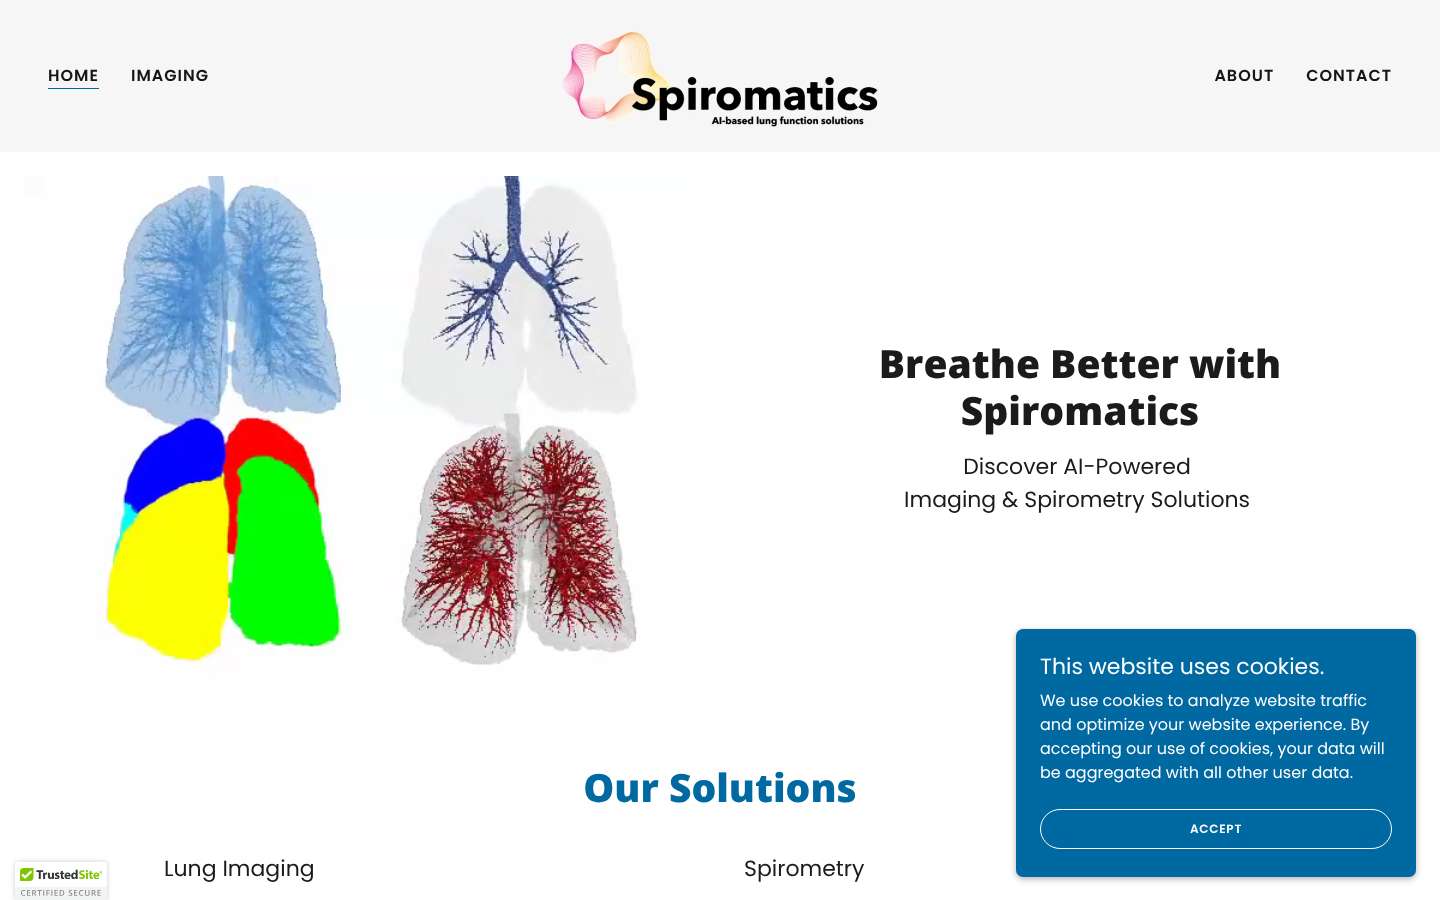 HOME
IMAGING
Spiromatics
AI-based lung function solutions
ABOUT
CONTACT
Breathe Better with
Spiromatics
Discover AI-Powered
Imaging & Spirometry Solutions
This website uses cookies.
We use cookies to analyze website traffic
and optimize your website experience. By
accepting our use of cookies, your data will
be aggregated with all other user data.
ACCEPT
Our Solutions
Lung Imaging
Spirometry
TrustedSite
CERTIFIED SECURE